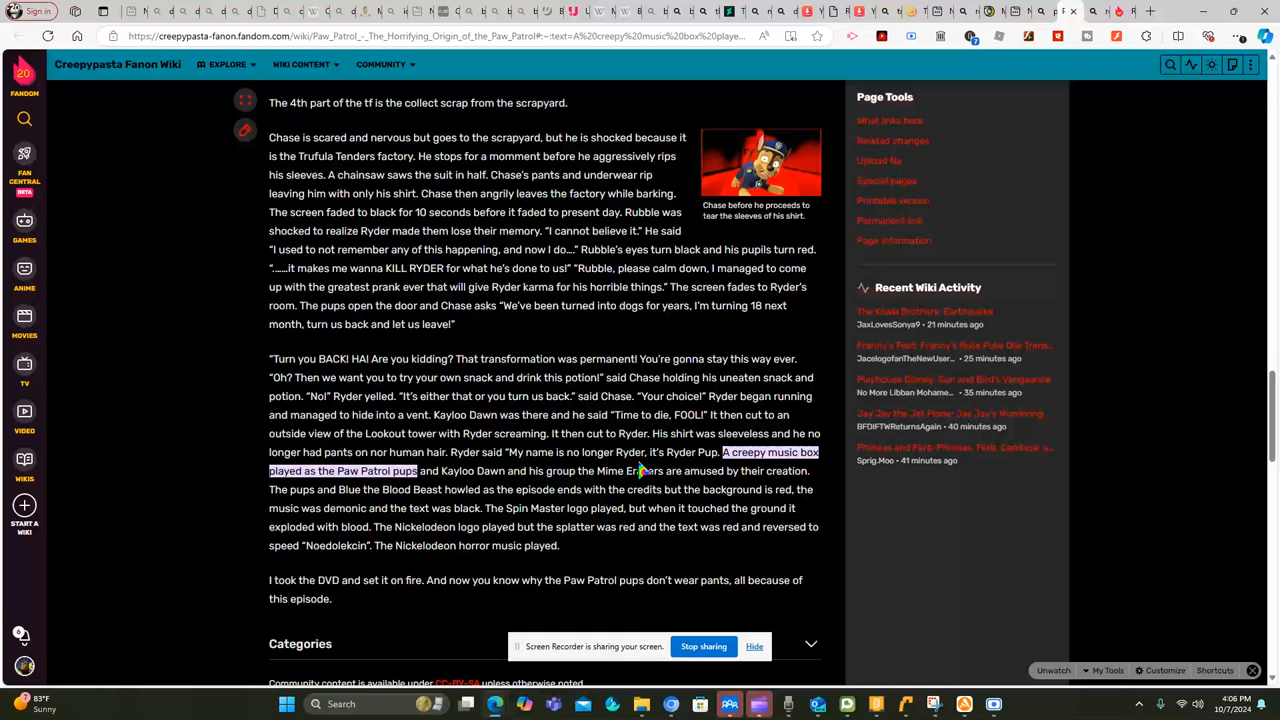 Sign in
https://creepypasta-fanon.fandom.com/wiki/Paw_Patrol_-_The_Horrifying_Origin_of_the_Paw_Patrol#:~:text=A%20creepy%20music%20box%20playe...
20
FANDOM
Creepypasta Fanon Wiki
EXPLORE
WIKI CONTENT
COMMUNITY
FAN
CENTRAL
BETA
GAMES
ANIME
MOVIES
TV
VIDEO
WIKIS
START A
WIKI
6
The 4th part of the tf is the collect scrap from the scrapyard.
Chase is scared and nervous but goes to the scrapyard, but he is shocked because it
is the Trufula Tenders factory. He stops for a momment before he aggressively rips
his sleeves. A chainsaw saws the suit in half. Chase's pants and underwear rip
leaving him with only his shirt. Chase then angrily leaves the factory while barking.
The screen faded to black for 10 seconds before it faded to present day. Rubble was
shocked to realize Ryder made them lose their memory. "I cannot believe it." He said
"I used to not remember any of this happening, and now I do...." Rubble's eyes turn black and his pupils turn red.
"......it makes me wanna KILL RYDER for what he's done to us!" "Rubble, please calm down, I managed to come
up with the greatest prank ever that will give Ryder karma for his horrible things." The screen fades to Ryder's
room. The pups open the door and Chase asks "We've been turned into dogs for years, I'm turning 18 next
month, turn us back and let us leave!"
Chase before he proceeds to
tear the sleeves of his shirt.
"Turn you BACK! HA! Are you kidding? That transformation was permanent! You're gonna stay this way ever.
"Oh? Then we want you to try your own snack and drink this potion!" said Chase holding his uneaten snack and
potion. "No!" Ryder yelled. "It's either that or you turn us back." said Chase. "Your choice!" Ryder began running
and managed to hide into. Kayloo Dawn was there and he said "Time to die, FOOL!" It then cut to an
outside view of the Lookout tower with Ryder screaming. It then cut to Ryder. His shirt was sleeveless and he no
longer wore pants nor human hair. Ryder said "My name is no longer Ryder, it's Ryder Pup. A creepy music box
played as the Paw Patrol pups and Kayloo Dawn and his group the Mime Enjoers are amused by their creation.
The pups and Blue the Blood Beast howled as the episode ends with the credits but the background is red, the
music was demonic and the text was black. The Spin Master logo played, but when it touched the ground it
exploded with blood. The Nickelodeon logo played but the splatter was red and the text was red and reversed to
speed "Noedolekcin". The Nickelodeon horror music played.
I took the DVD and set it on fire. And now you know why the Paw Patrol pups don't wear pants, all because of
this episode.
Categories
Community content is available under CC-BY-SA unless otherwise noted.
Page Tools
What links here
Related changes
Upload file
Special pages
Printable version
Permanent link
Page information
Recent Wiki Activity
The Koala Brothers: Earthquake
JaxLovesSonya9 • 21 minutes ago
Franny's Feet: Franny's Rolie Polie Olie Trans...
JacelogofanTheNewUser... • 25 minutes ago
Playhouse Disney: Gun and Bird's Vengeance
No More Libban Mohame... • 35 minutes ago
Jay Jay the Jet Plane: Jay Jay's Murdering ...
BFDIFTWReturnsAgain • 40 minutes ago
Phineas and Ferb: Phineas, Ferb, Candace, a...
Sprig.Moo • 41 minutes ago
Screen Recorder is sharing your screen.
Stop sharing
Hide
Unwatch
My Tools
Customize
Shortcuts
83°F
Sunny
Search
4:06 PM
10/7/2024